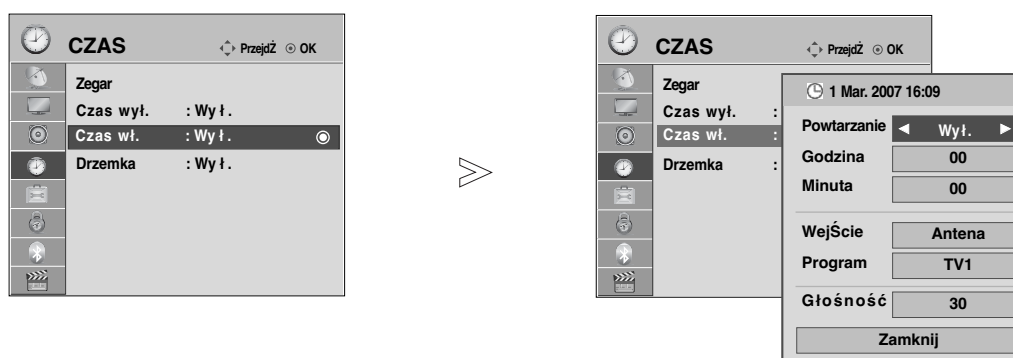 CZAS PrzejdŹ OK
Zegar
Czas wył. : Wył.
Czas wł. : Wył.
Drzemka : Wył.
CZAS PrzejdŹ OK
Zegar
Czas wył. :
Czas wł. :
Drzemka :
1 Mar. 2007 16:09
Powtarzanie Wył.
Godzina 00
Minuta 00
WejŚcie Antena
Program TV1
Głośność 30
Zamknij